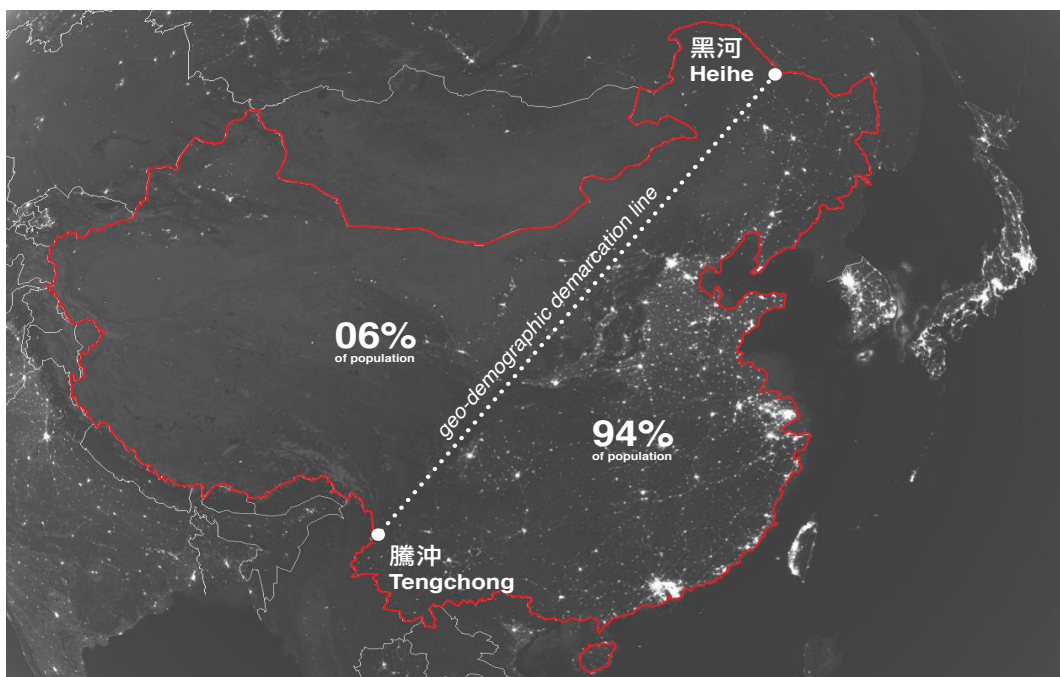 黑河
Heihe
geo-demographic demarcation line
06%
of population
94%
of population
騰沖
Tengchong